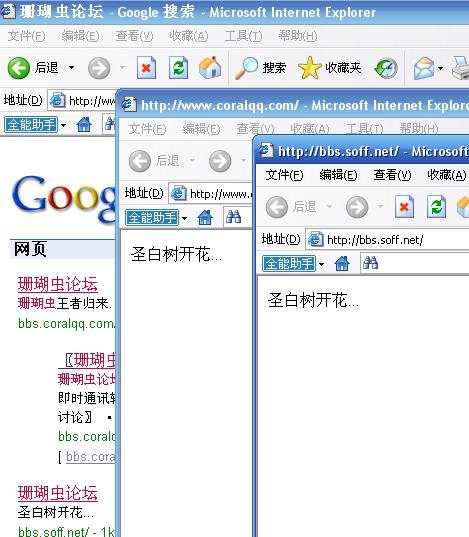 珊瑚虫论坛 - Google 搜索 - Microsoft Internet Explorer
文件(F) 编辑(E) 查看(V) 收藏(A) 工具(T) 帮助(H)
后退 搜索 收藏夹
地址(D) http://ww
全能助手
Goog
网页
珊瑚虫论坛
珊瑚虫王者归来.
bbs.coralqq.com/
〖珊瑚虫
珊瑚虫论坛
即时通讯软
讨论〗 •
bbs.coralq
[ bbs.cora
珊瑚虫论坛
圣白树开花...
bbs.soff.net/ - 1k
http://www.coralqq.com/ - Microsoft Internet Explore
文件(F) 编辑(E) 查看(V) 收藏(A) 工具(T) 帮助(H)
后退
地址(D) http://www.c
全能助手
圣白树开花...
http://bbs.soff.net/ - Microsoft
文件(F) 编辑(E) 查看(V) 收藏(A)
后退
地址(D) http://bbs.soff.net/
全能助手
圣白树开花...